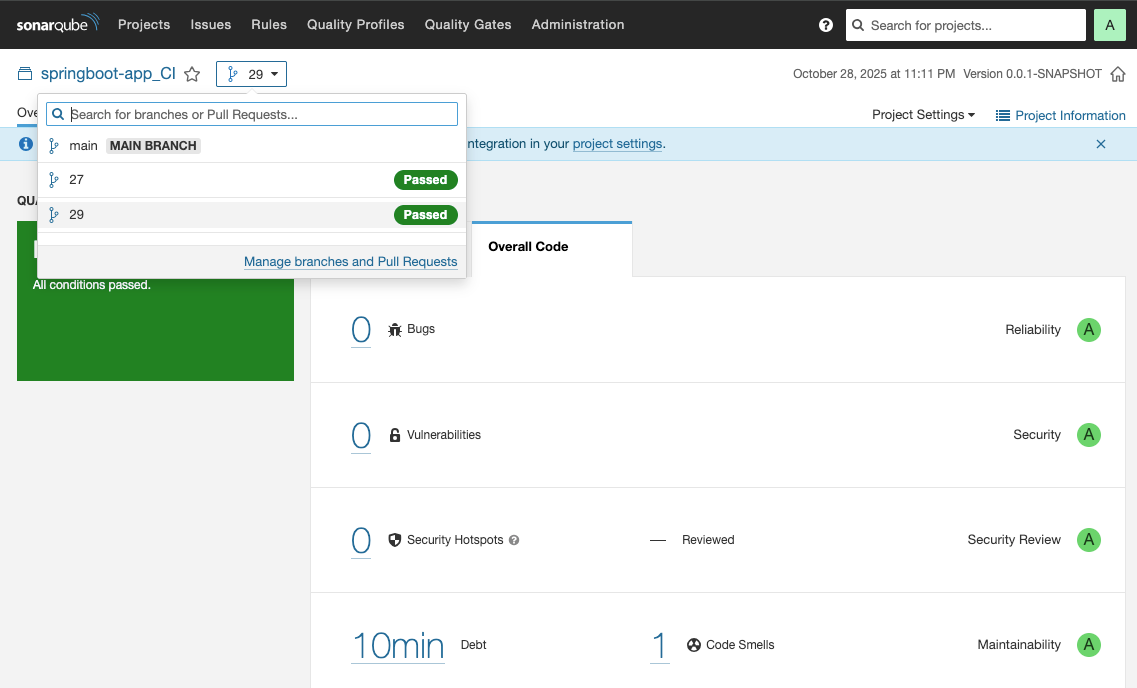 sonarqube Projects Issues Rules Quality Profiles Quality Gates Administration ? Search for projects... A
springboot-app_CI 29 October 28, 2025 at 11:11 PM Version 0.0.1-SNAPSHOT
Search for branches or Pull Requests... Project Settings Project Information
main MAIN BRANCH ntegration in your project settings.
27 Passed
29 Passed
Manage branches and Pull Requests
Overall Code
All conditions passed.
0 Bugs Reliability A
0 Vulnerabilities Security A
0 Security Hotspots ? — Reviewed Security Review A
10min Debt 1 Code Smells Maintainability A